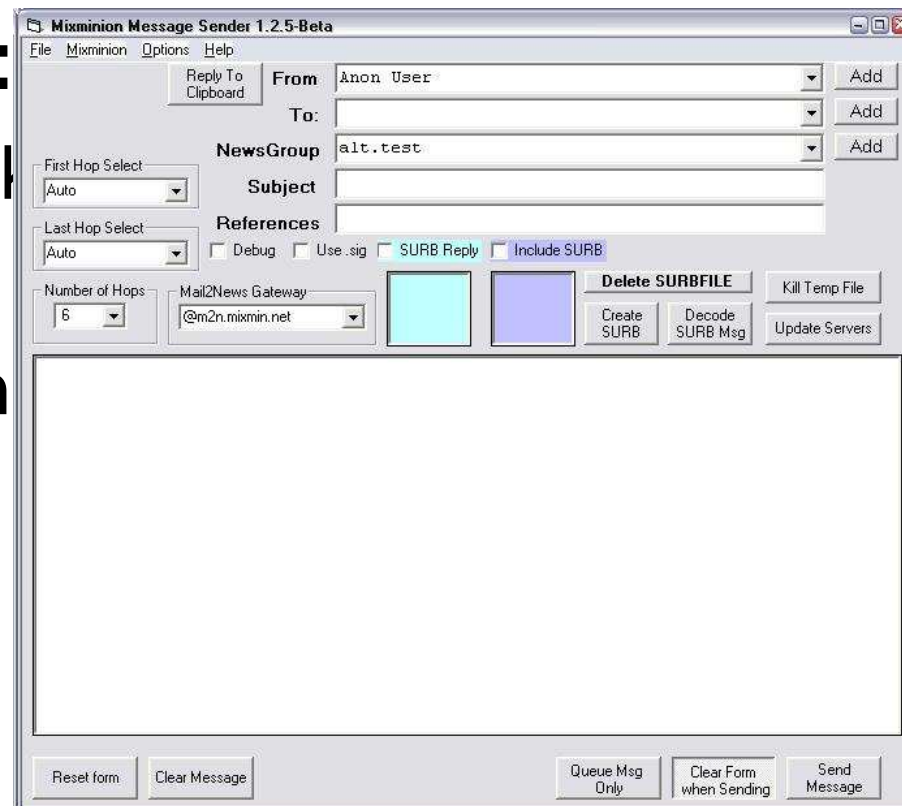 Mixminion Message Sender 1.2.5-Beta
File Mixminion Options Help
Reply To
Clipboard
From Anon User Add
To: Add
NewsGroup alt.test Add
First Hop Select
Auto
Subject
References
Last Hop Select
Auto
Debug Use .sig SURB Reply Include SURB
Number of Hops
6
Mail2News Gateway
@m2n.mixmin.net
Delete SURBFILE
Create
SURB
Decode
SURB Msg
Kill Temp File
Update Servers
Reset form
Clear Message
Queue Msg
Only
Clear Form
when Sending
Send
Message